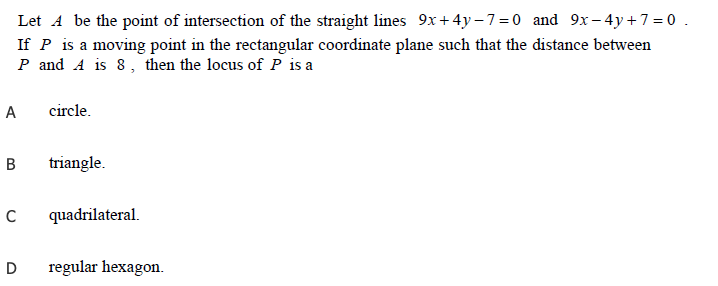 Let A be the point of intersection of the straight lines 9x+4y−7=0 and 9x−4y+7=0 .
If P is a moving point in the rectangular coordinate plane such that the distance between
P and A is 8 , then the locus of P is a
A circle.
B triangle.
C quadrilateral.
D regular hexagon.